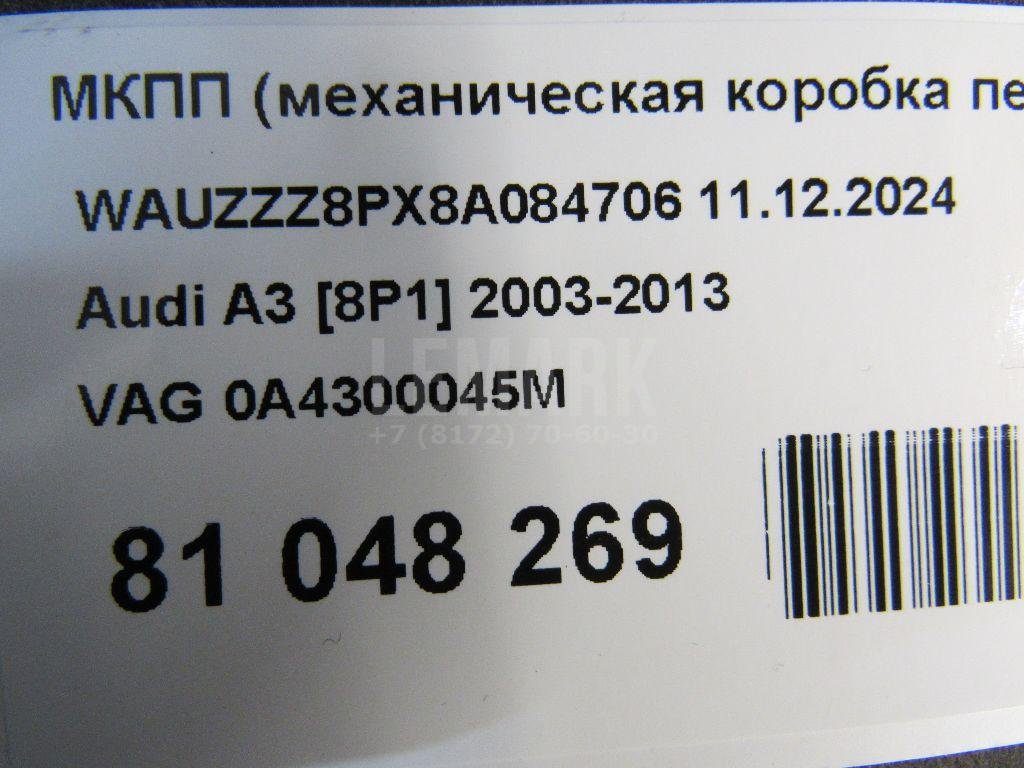 МКПП (механическая коробка пе
WAUZZZ8PX8A084706 11.12.2024
Audi A3 [8P1] 2003-2013
LEMARK
VAG 0A4300045M
+7 (8172) 70-60-30
81 048 269